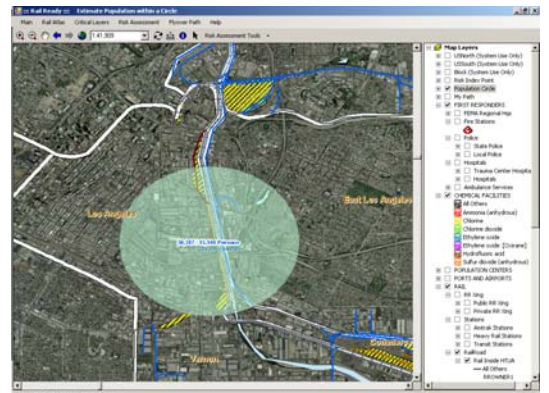 :: Rail Ready :: Estimate Population within a Circle
Main Rail Atlas Critical Layers Risk Assessment Flyover Path Help
1:41,303 Risk Assessment Tools
Map Layers
USNorth (System Use Only)
USSouth (System Use Only)
Block (System Use Only)
Risk Index Point
Population Circle
My Path
FIRST RESPONDERS
FEMA Regional Hqs
Fire Stations
Police
State Police
Local Police
Hospitals
Trauma Center Hospita
Hospitals
Ambulance Services
CHEMICAL FACILITIES
All Others
Ammonia (anhydrous)
Chlorine
Chlorine dioxide
Ethylene oxide
Ethylene oxide [Oxirane]
Hydrofluoric acid
Sulfur dioxide (anhydrous)
POPULATION CENTERS
PORTS AND AIRPORTS
RAIL
RR Xing
Public RR Xing
Private RR Xing
Stations
Amtrak Stations
Heavy Rail Stations
Transit Stations
RailRoad
Rail Inside HTUA
All Others
RROWNER1
Los Angeles
East Los Angeles
Vernon